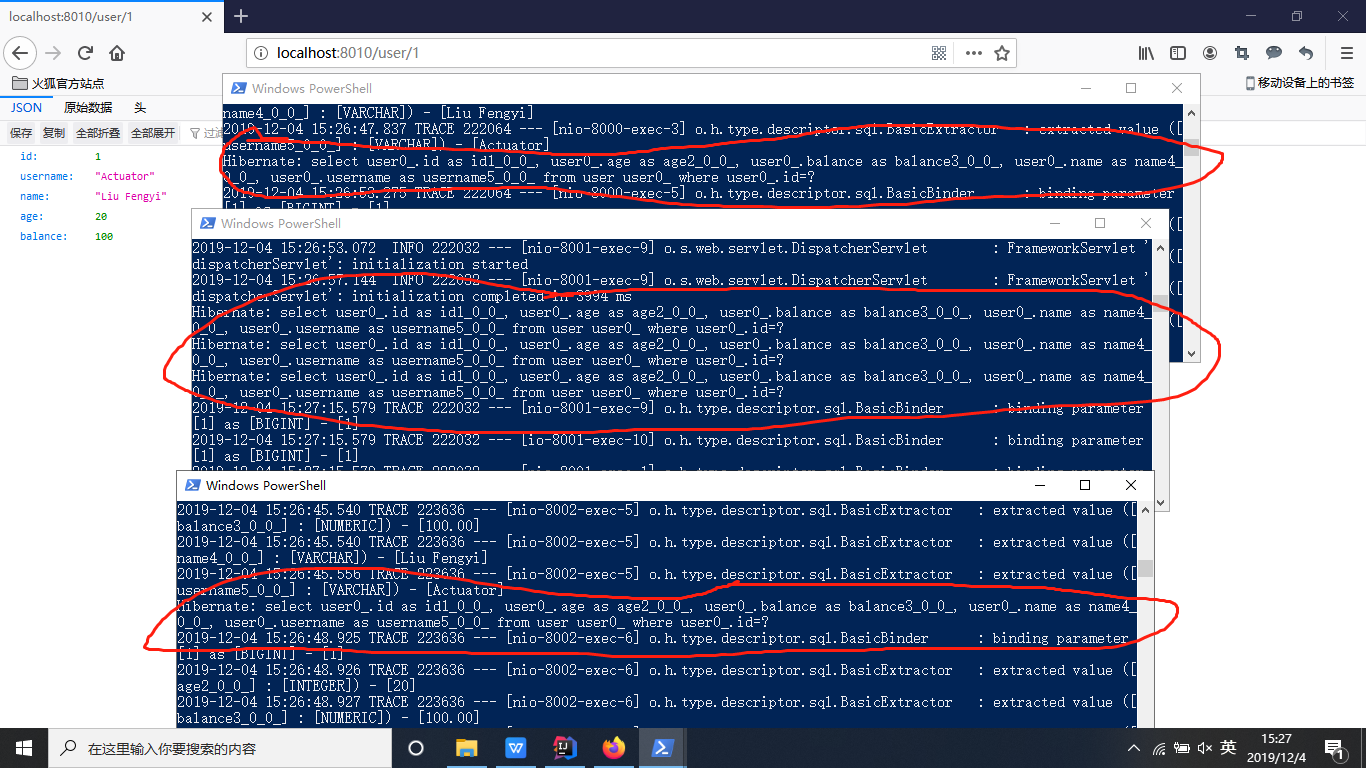 localhost:8010/user/1
localhost:8010/user/1
火狐官方站点
移动设备上的书签
JSON 原始数据 头
保存 复制 全部折叠 全部展开
id: 1
username: "Actuator"
name: "Liu Fengyi"
age: 20
balance: 100
Windows PowerShell
name4_0_0_] : [VARCHAR]) - [Liu Fengyi]
2019-12-04 15:26:47.837 TRACE 222064 --- [nio-8000-exec-3] o.h.type.descriptor.sql.BasicExtractor : extracted value ([
username5_0_0_] : [VARCHAR]) - [Actuator]
Hibernate: select user0_.id as id1_0_0_, user0_.age as age2_0_0_, user0_.balance as balance3_0_0_, user0_.name as name4_
0_0_, user0_.username as username5_0_0_ from user user0_ where user0_.id=?
2019-12-04 15:26:53.275 TRACE 222064 --- [nio-8000-exec-5] o.h.type.descriptor.sql.BasicBinder : binding parameter
[1] as [BIGINT] - [1]
Windows PowerShell
2019-12-04 15:26:53.072 INFO 222032 --- [nio-8001-exec-9] o.s.web.servlet.DispatcherServlet : FrameworkServlet '
dispatcherServlet': initialization started
2019-12-04 15:26:57.144 INFO 222032 --- [nio-8001-exec-9] o.s.web.servlet.DispatcherServlet : FrameworkServlet '
dispatcherServlet': initialization completed in 3994 ms
Hibernate: select user0_.id as id1_0_0_, user0_.age as age2_0_0_, user0_.balance as balance3_0_0_, user0_.name as name4_
0_0_, user0_.username as username5_0_0_ from user user0_ where user0_.id=?
Hibernate: select user0_.id as id1_0_0_, user0_.age as age2_0_0_, user0_.balance as balance3_0_0_, user0_.name as name4_
0_0_, user0_.username as username5_0_0_ from user user0_ where user0_.id=?
Hibernate: select user0_.id as id1_0_0_, user0_.age as age2_0_0_, user0_.balance as balance3_0_0_, user0_.name as name4_
0_0_, user0_.username as username5_0_0_ from user user0_ where user0_.id=?
2019-12-04 15:27:15.579 TRACE 222032 --- [nio-8001-exec-9] o.h.type.descriptor.sql.BasicBinder : binding parameter
[1] as [BIGINT] - [1]
2019-12-04 15:27:15.579 TRACE 222032 --- [io-8001-exec-10] o.h.type.descriptor.sql.BasicBinder : binding parameter
[1] as [BIGINT] - [1]
Windows PowerShell
2019-12-04 15:26:45.540 TRACE 223636 --- [nio-8002-exec-5] o.h.type.descriptor.sql.BasicExtractor : extracted value ([
balance3_0_0_] : [NUMERIC]) - [100.00]
2019-12-04 15:26:45.540 TRACE 223636 --- [nio-8002-exec-5] o.h.type.descriptor.sql.BasicExtractor : extracted value ([
name4_0_0_] : [VARCHAR]) - [Liu Fengyi]
2019-12-04 15:26:45.556 TRACE 223636 --- [nio-8002-exec-5] o.h.type.descriptor.sql.BasicExtractor : extracted value ([
username5_0_0_] : [VARCHAR]) - [Actuator]
Hibernate: select user0_.id as id1_0_0_, user0_.age as age2_0_0_, user0_.balance as balance3_0_0_, user0_.name as name4_
0_0_, user0_.username as username5_0_0_ from user user0_ where user0_.id=?
2019-12-04 15:26:48.925 TRACE 223636 --- [nio-8002-exec-6] o.h.type.descriptor.sql.BasicBinder : binding parameter
[1] as [BIGINT] - [1]
2019-12-04 15:26:48.926 TRACE 223636 --- [nio-8002-exec-6] o.h.type.descriptor.sql.BasicExtractor : extracted value ([
age2_0_0_] : [INTEGER]) - [20]
2019-12-04 15:26:48.927 TRACE 223636 --- [nio-8002-exec-6] o.h.type.descriptor.sql.BasicExtractor : extracted value ([
balance3_0_0_] : [NUMERIC]) - [100.00]
在这里输入你要搜索的内容
英
15:27
2019/12/4
1